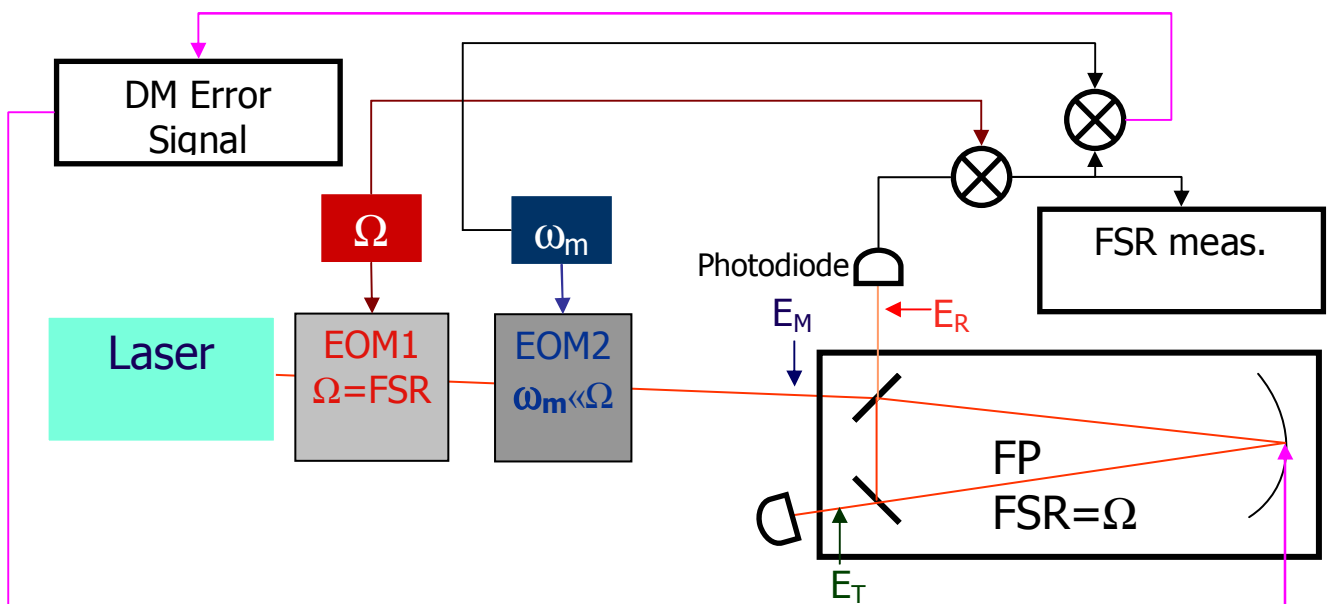 DM Error
Signal
Ω
ωm
FSR meas.
Photodiode
EM
ER
Laser
EOM1
Ω=FSR
EOM2
ωm«Ω
FP
FSR=Ω
ET